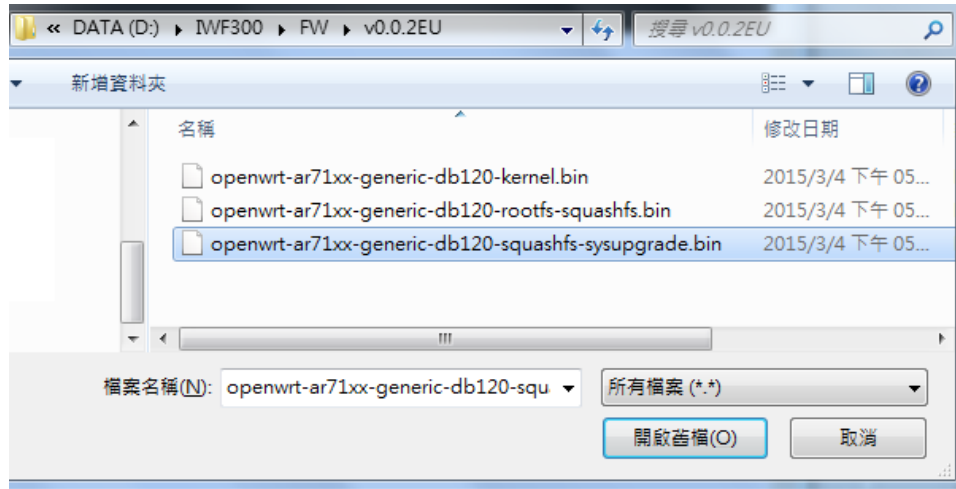 « DATA (D:) ▸ IWF300 ▸ FW ▸ v0.0.2EU 搜尋 v0.0.2EU
新增資料夾
名稱 修改日期
openwrt-ar71xx-generic-db120-kernel.bin 2015/3/4 下午 05...
openwrt-ar71xx-generic-db120-rootfs-squashfs.bin 2015/3/4 下午 05...
openwrt-ar71xx-generic-db120-squashfs-sysupgrade.bin 2015/3/4 下午 05...
檔案名稱(N): openwrt-ar71xx-generic-db120-squ 所有檔案 (*.*)
開啟舊檔(O) 取消